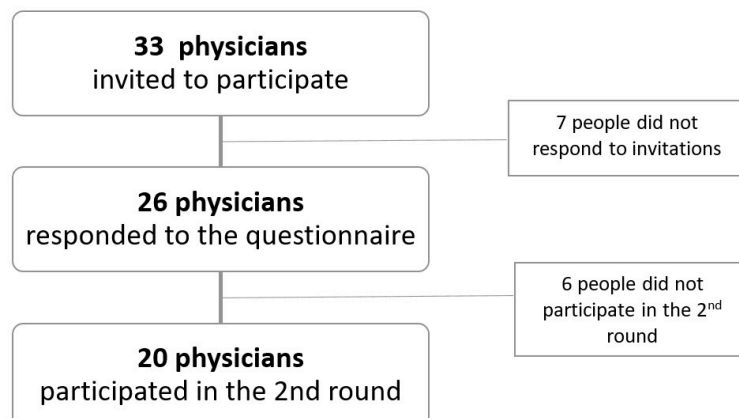 33 physicians
invited to participate
7 people did not
respond to invitations
26 physicians
responded to the questionnaire
6 people did not
participate in the 2nd
round
20 physicians
participated in the 2nd round